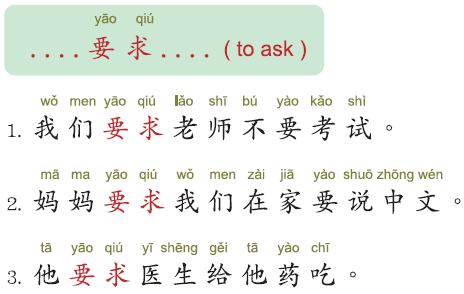 yāo qiú
....要求....( to ask )
wǒ men yāo qiú lǎo shī bú yào kǎo shì
1. 我们要求老师不要考试。
mā ma yāo qiú wǒ men zài jiā yào shuō zhōng wén
2. 妈妈要求我们在家要说中文。
tā yāo qiú yī shēng gěi tā yào chī
3. 他要求医生给他药吃。